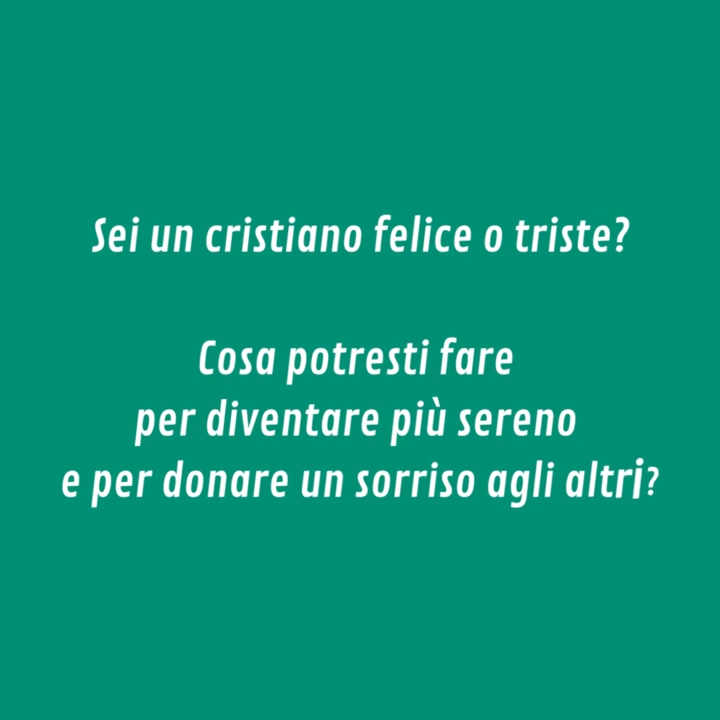 Sei un cristiano felice o triste?
Cosa potresti fare
per diventare più sereno
e per donare un sorriso agli altri?